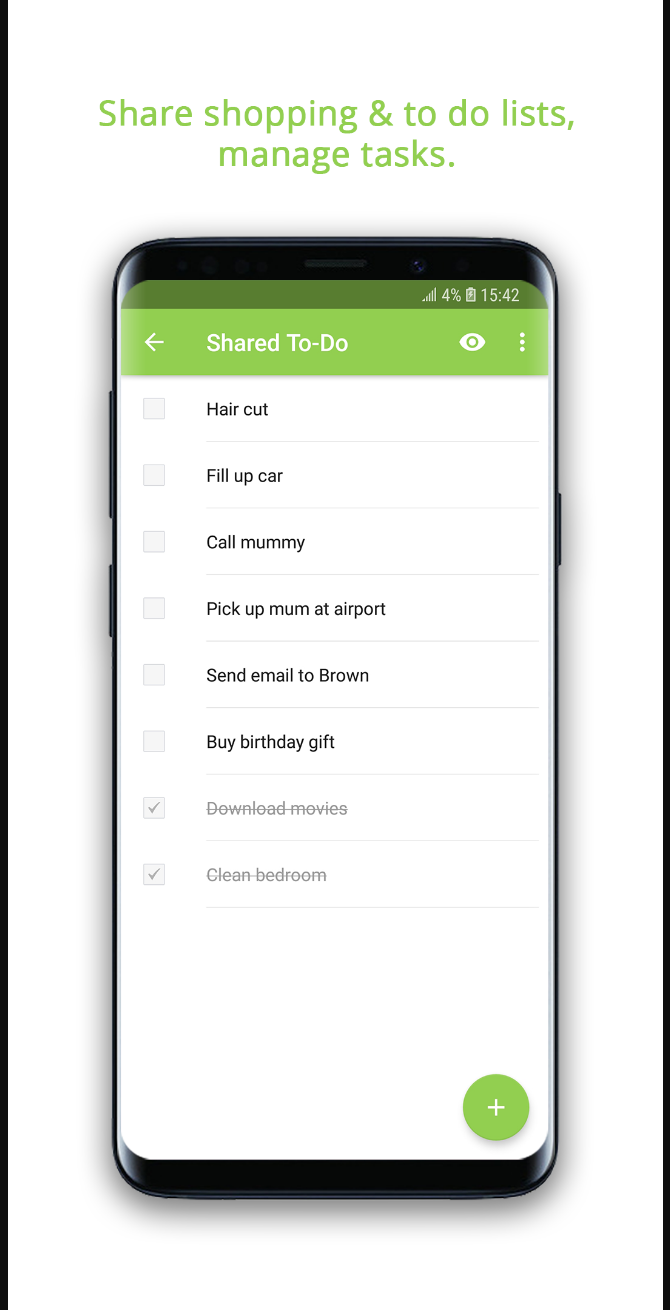 Share shopping & to do lists,
manage tasks.
4% 15:42
Shared To-Do
Hair cut
Fill up car
Call mummy
Pick up mum at airport
Send email to Brown
Buy birthday gift
Download movies
Clean bedroom